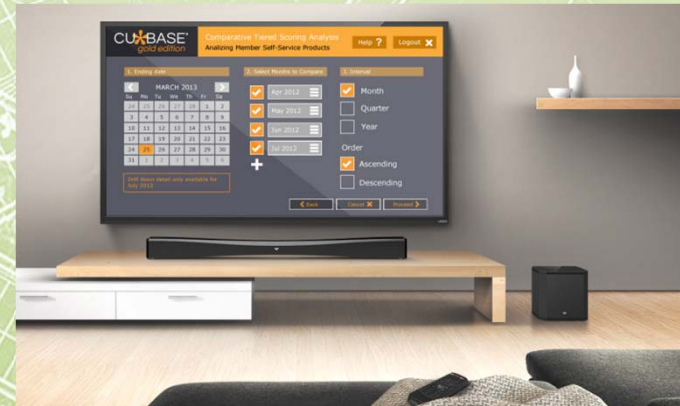 CU*BASE®
gold edition
Comparative Tiered Scoring Analysis
Analizing Member Self-Service Products
Help ?
Logout ✖
1. Ending date
MARCH 2013
Su Mo Tu We Th Fr Sa
24 25 26 27 28 1 2
3 4 5 6 7 8 9
10 11 12 13 14 15 16
17 18 19 20 21 22 23
24 25 26 27 28 29 30
31 1 2 3 4 5 6
Drill down detail only available for
July 2012
2. Select Months to Compare
Apr 2012
May 2012
Jun 2012
Jul 2012
3. Interval
Month
Quarter
Year
Order
Ascending
Descending
Back
Cancel ✖
Proceed